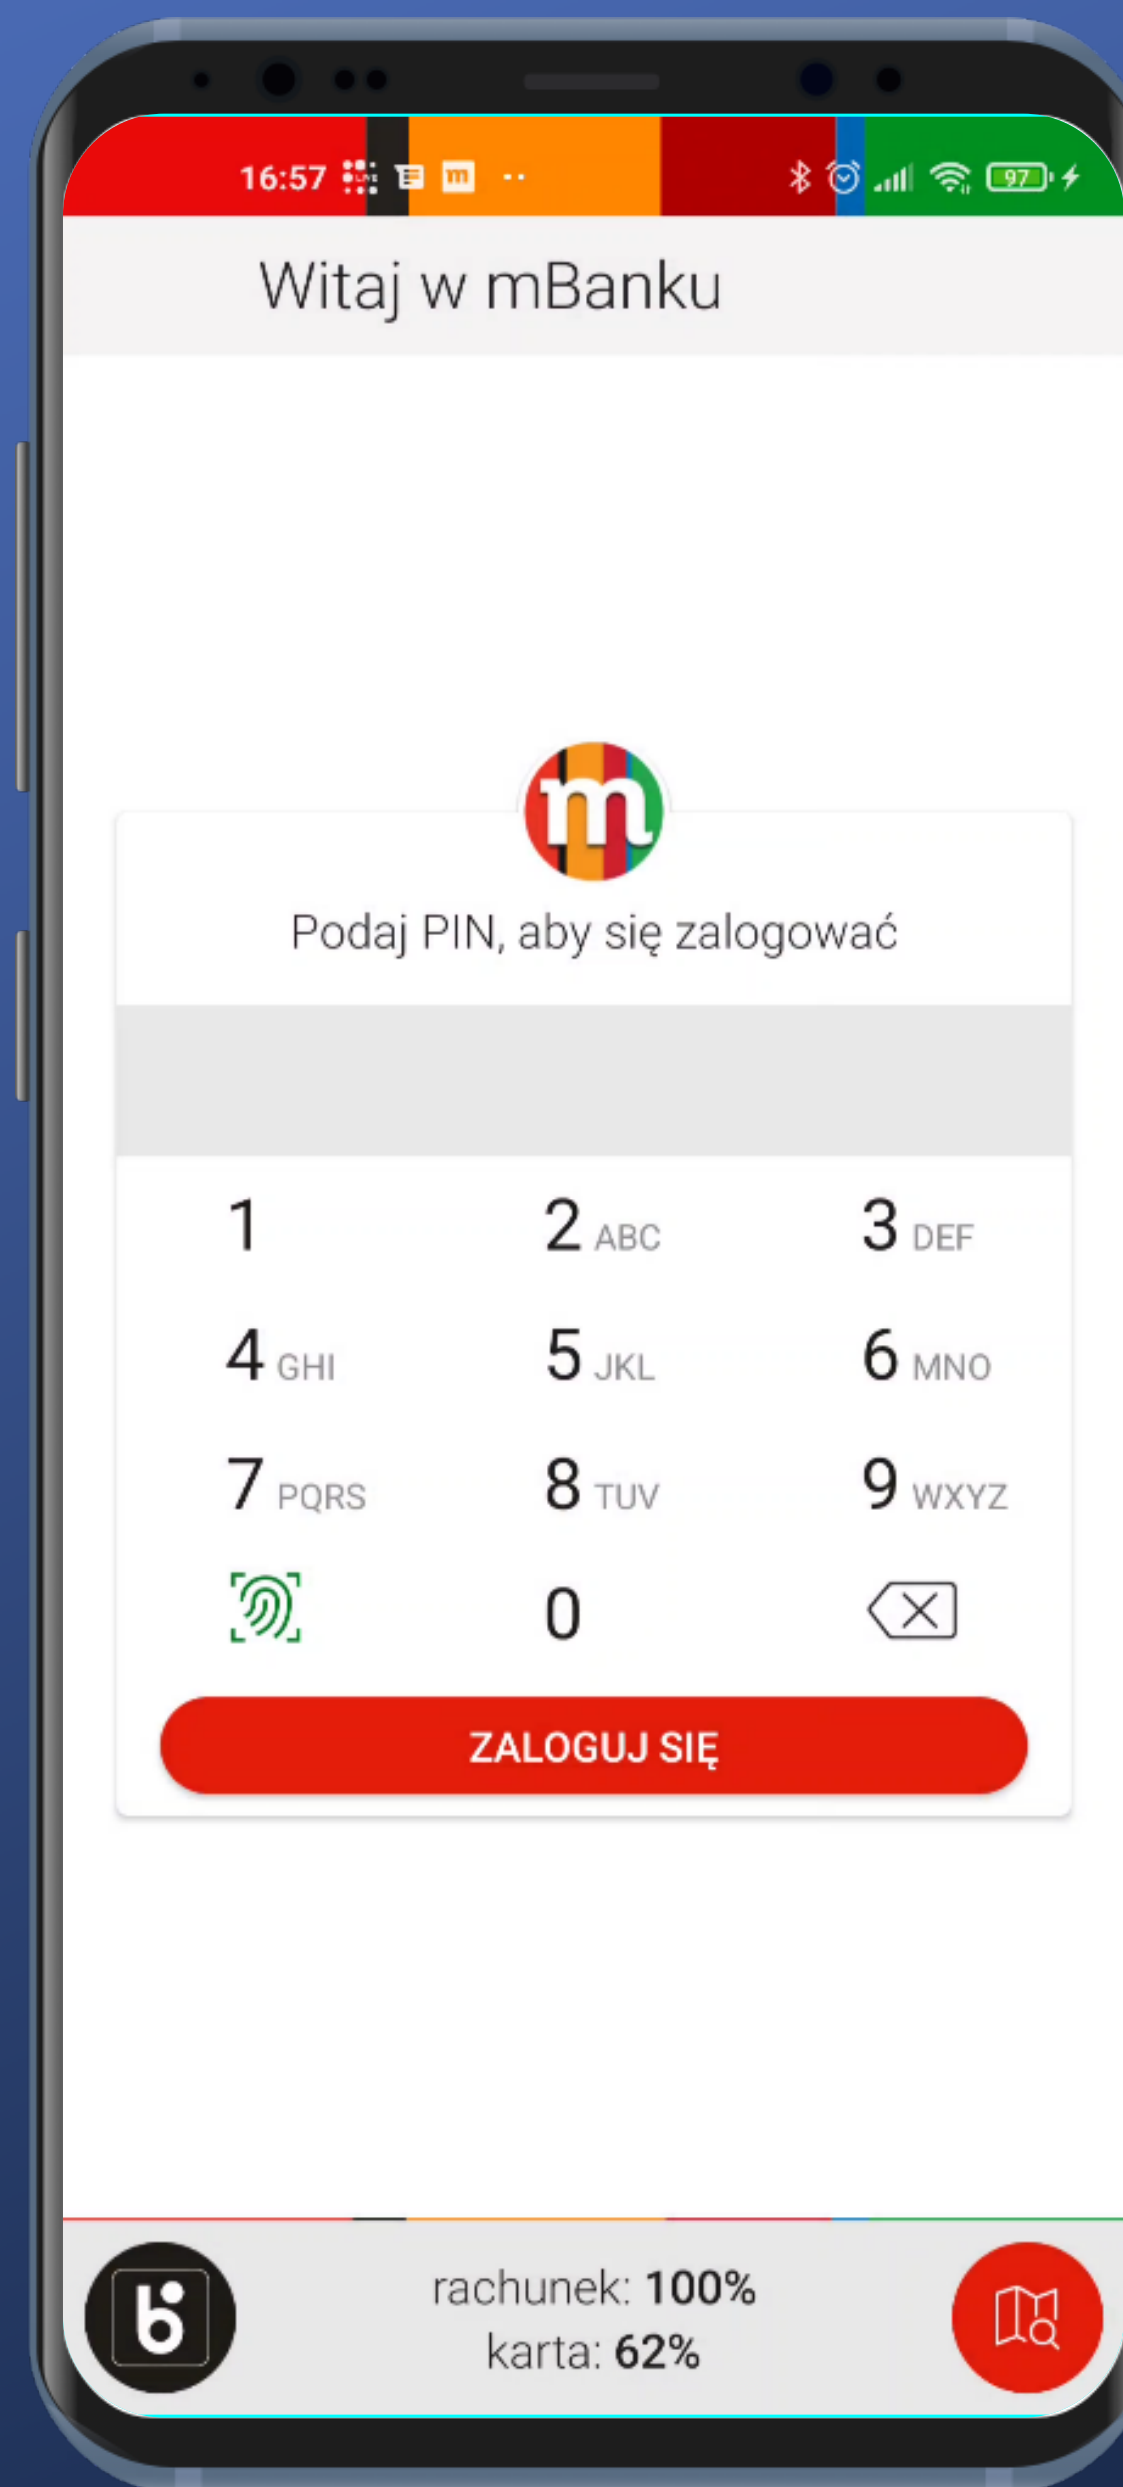 16:57 LIVE m 97
Witaj w mBanku
m
Podaj PIN, aby się zalogować
1 2 ABC 3 DEF
4 GHI 5 JKL 6 MNO
7 PQRS 8 TUV 9 WXYZ
0
ZALOGUJ SIĘ
rachunek: 100%
karta: 62%